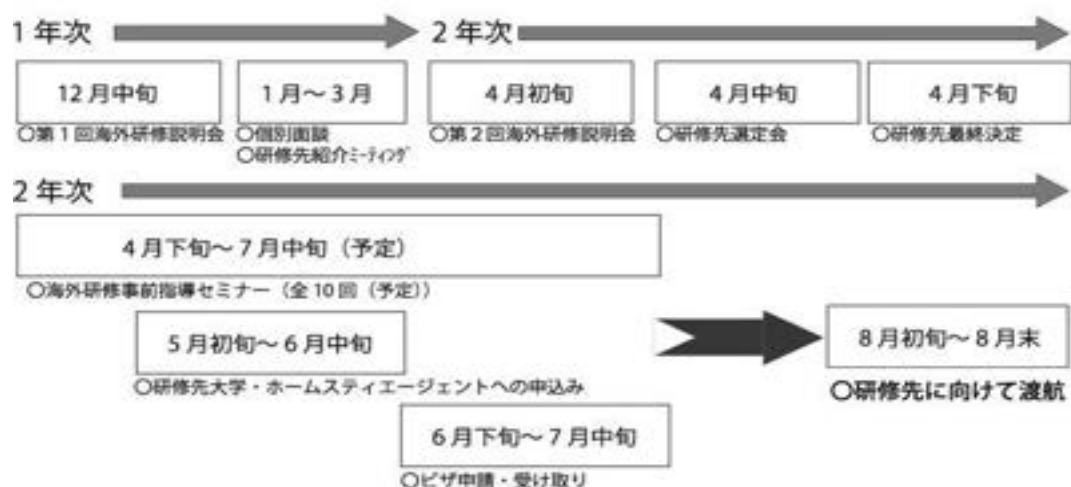 1年次
2年次
12月中旬
1月～3月
4月初旬
4月中旬
4月下旬
○第1回海外研修説明会
○個別面談
○研修先紹介ミーティング
○第2回海外研修説明会
○研修先選定会
○研修先最終決定
2年次
4月下旬～7月中旬（予定）
○海外研修事前指導セミナー（全10回（予定））
5月初旬～6月中旬
○研修先大学・ホームスティエージェントへの申込み
6月下旬～7月中旬
○ビザ申請・受け取り
8月初旬～8月末
○研修先に向けて渡航